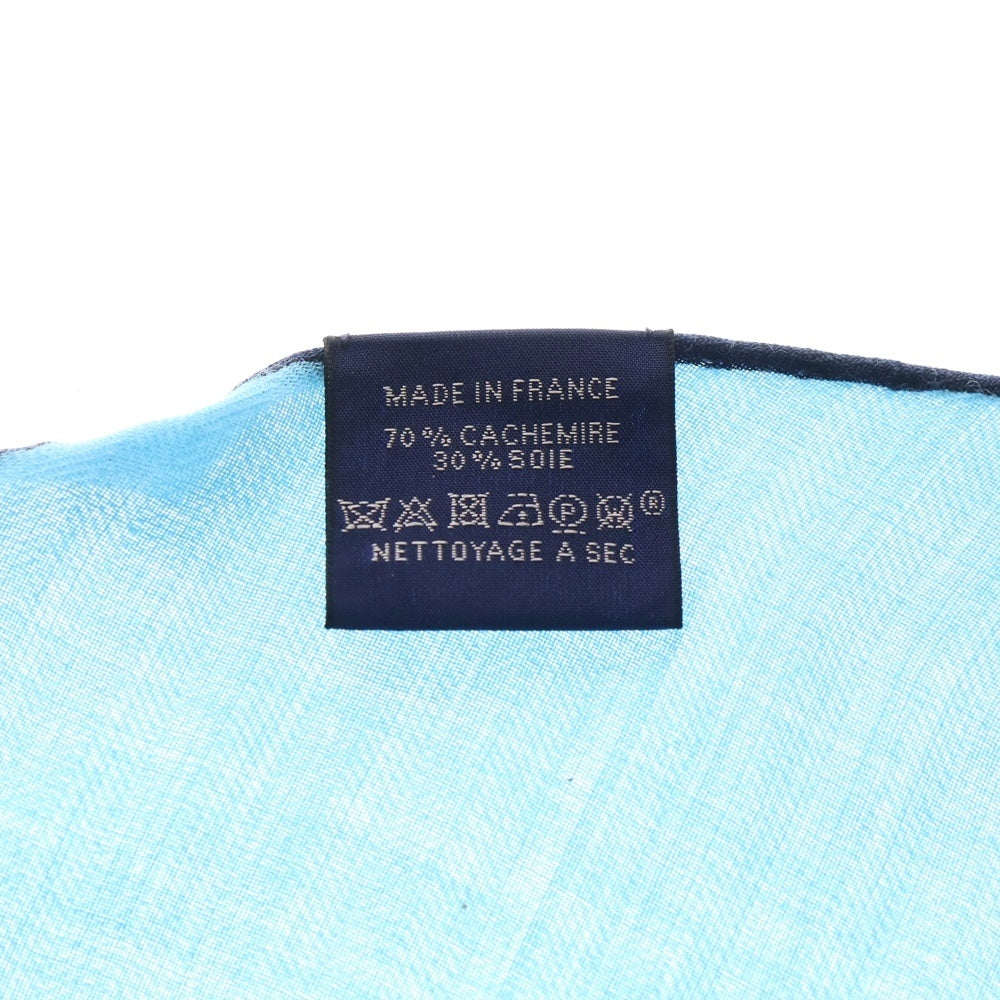 MADE IN FRANCE
70 % CACHEMIRE
30 % SOIE
P W ®
NETTOYAGE A SEC